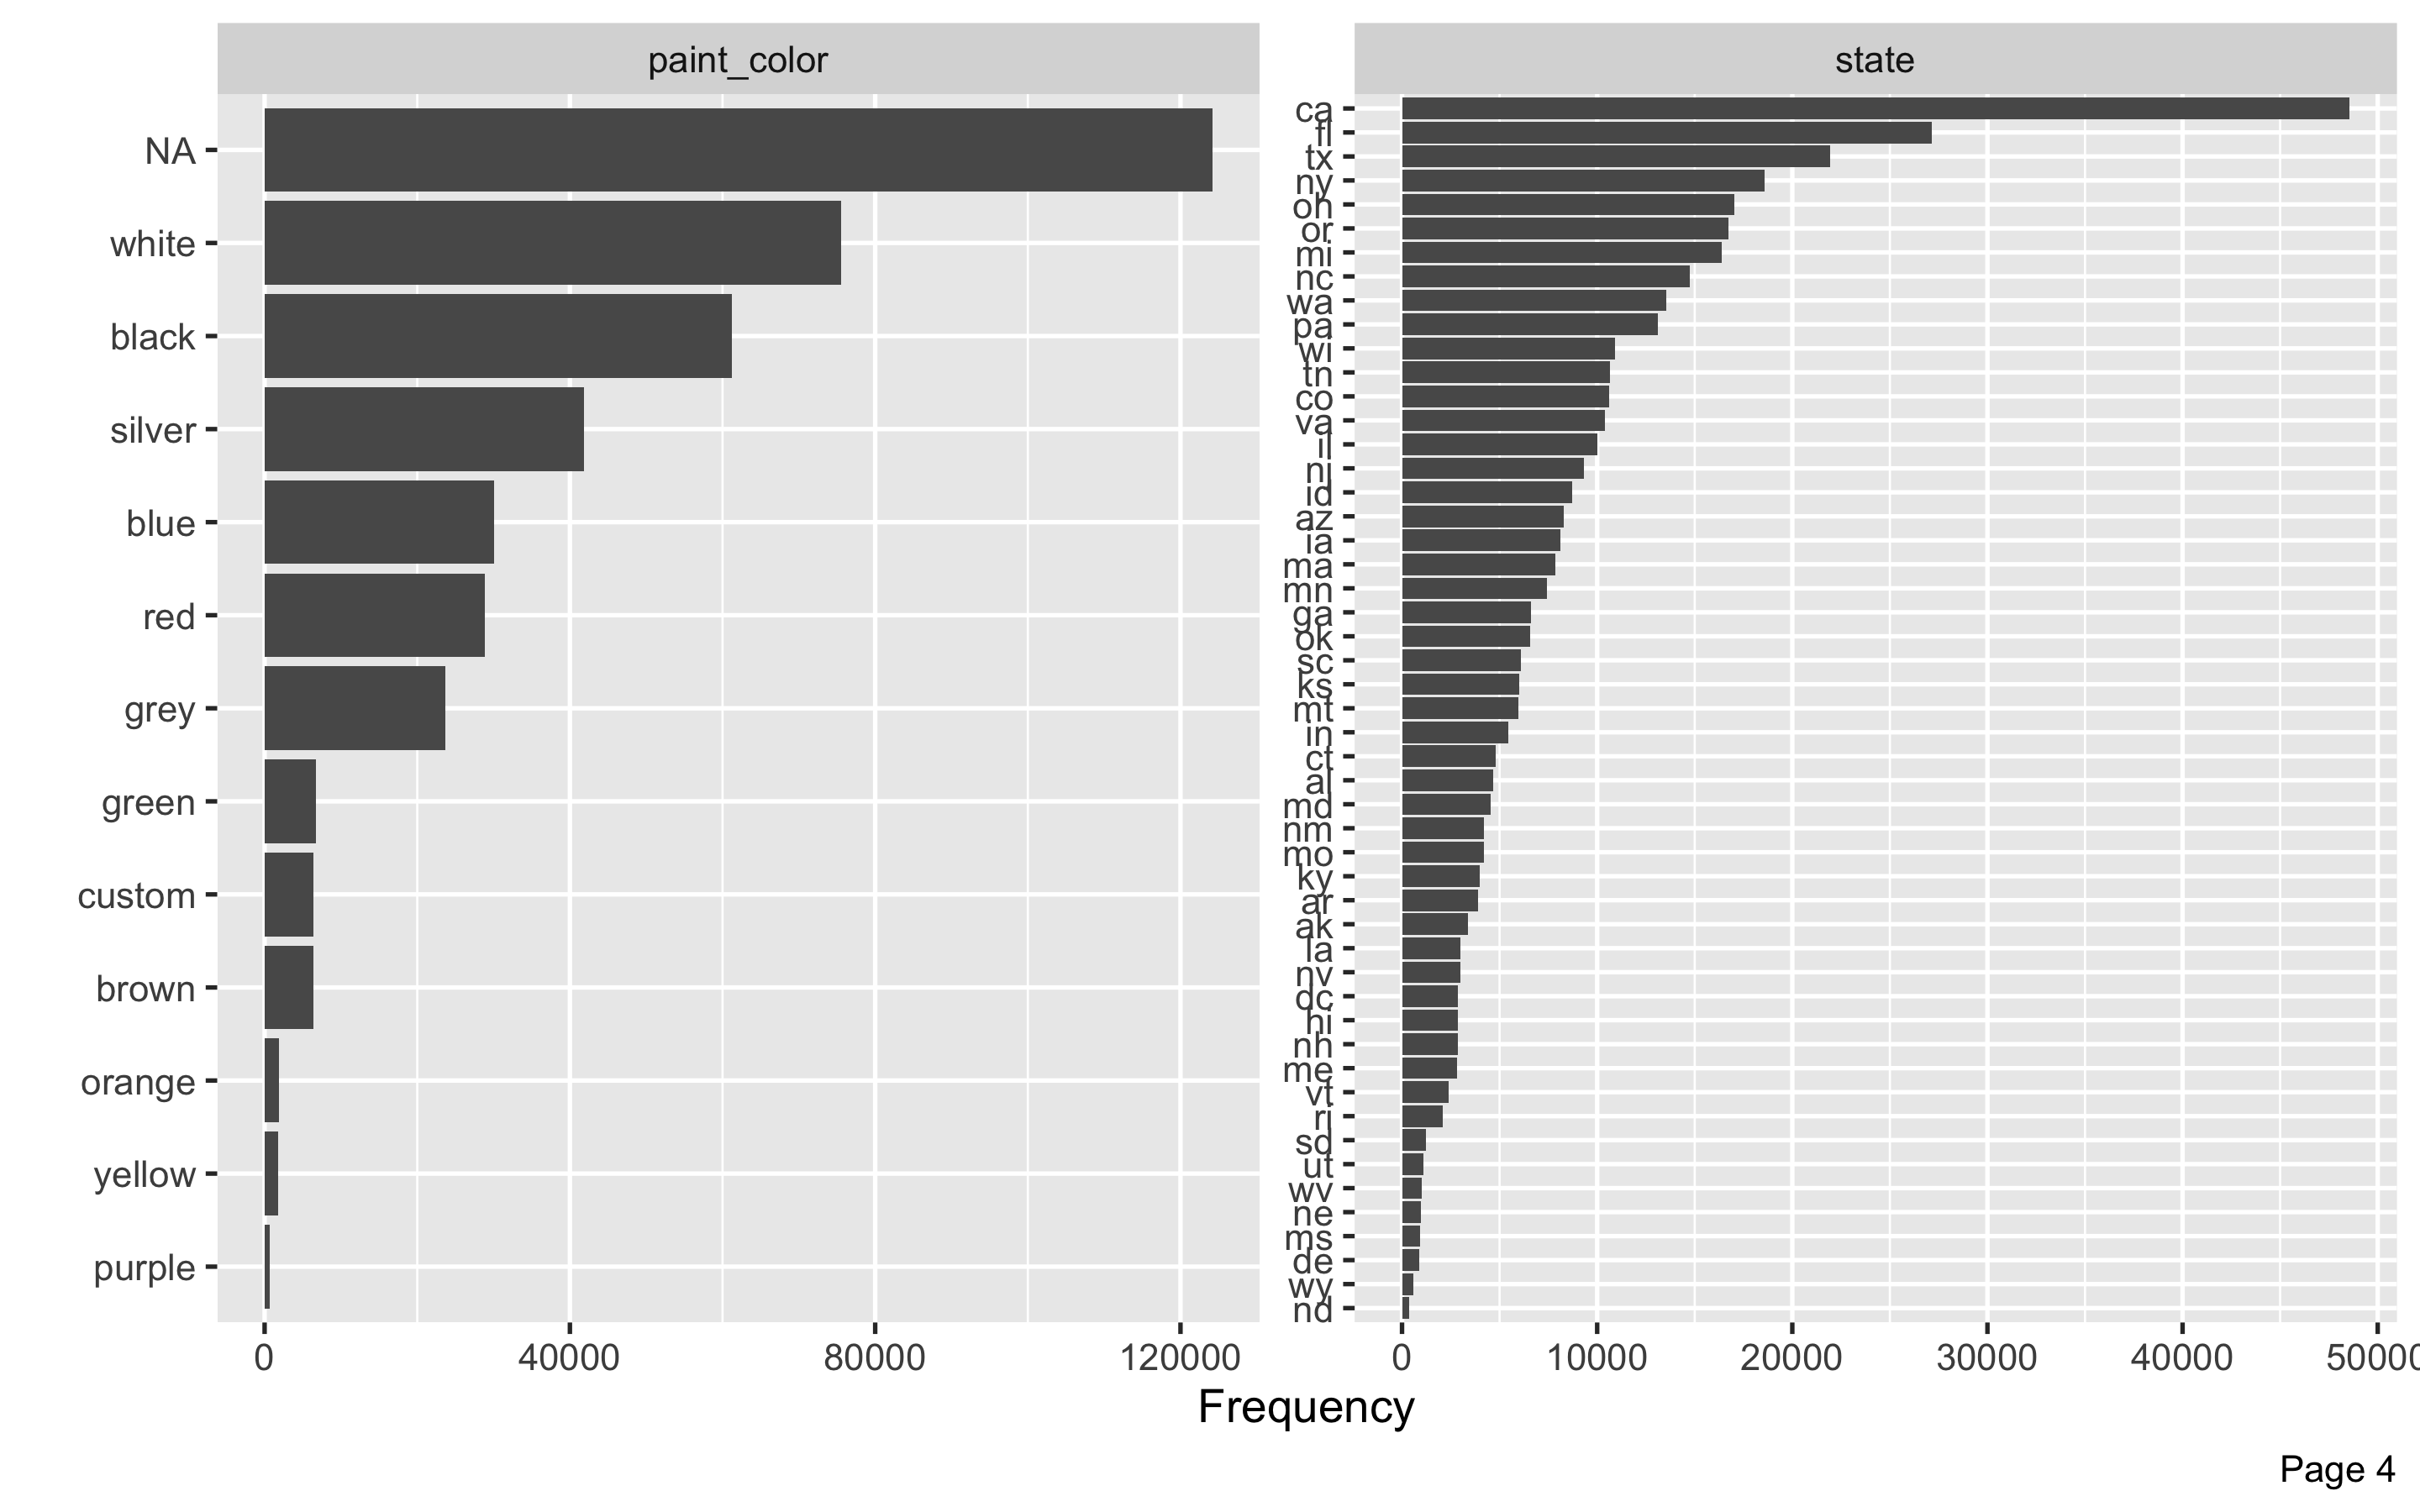 paint_color
NA
white
black
silver
blue
red
grey
green
custom
brown
orange
yellow
purple
0 40000 80000 120000
state
ca
fl
tx
ny
oh
or
mi
nc
wa
pa
wi
tn
co
va
il
nj
id
az
ia
ma
mn
ga
ok
sc
ks
mt
in
ct
al
md
nm
mo
ky
ar
ak
la
nv
dc
hi
nh
me
vt
ri
sd
ut
wv
ne
ms
de
wy
nd
0 10000 20000 30000 40000 50000
Frequency
Page 4